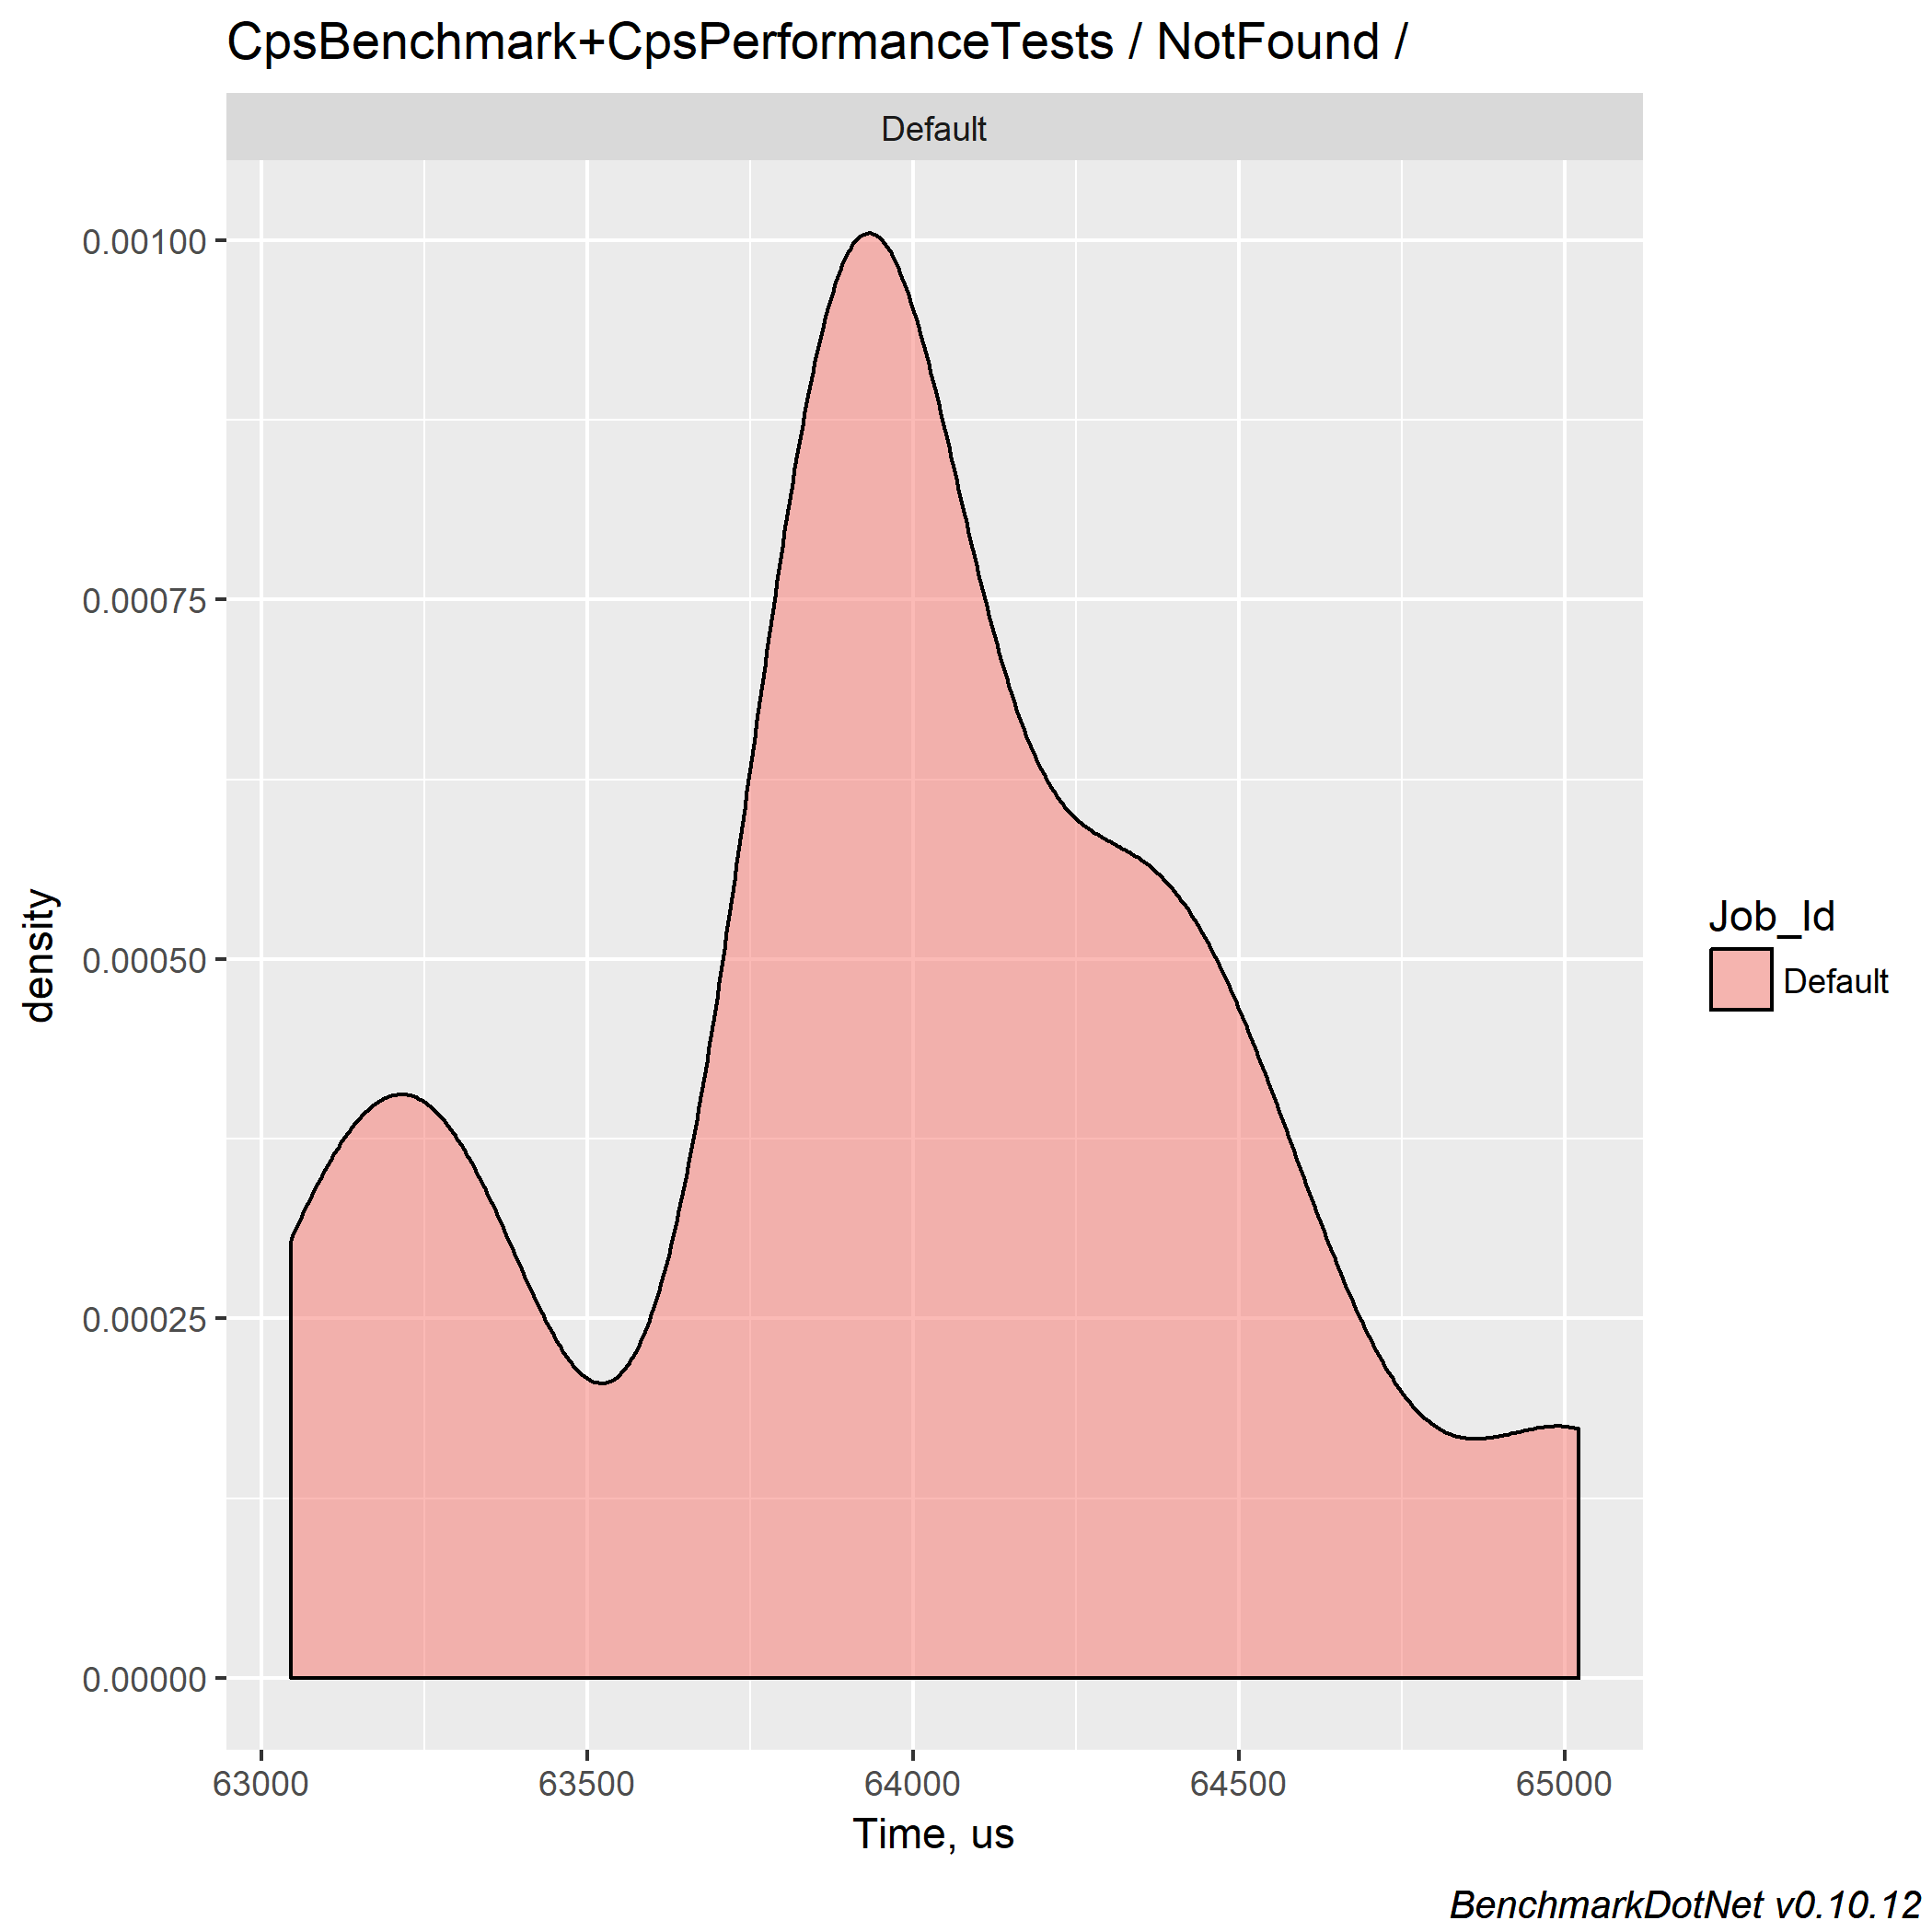 CpsBenchmark+CpsPerformanceTests / NotFound /
Default
0.00100
0.00075
0.00050
0.00025
0.00000
density
63000 63500 64000 64500 65000
Time, us
Job_Id
Default
BenchmarkDotNet v0.10.12